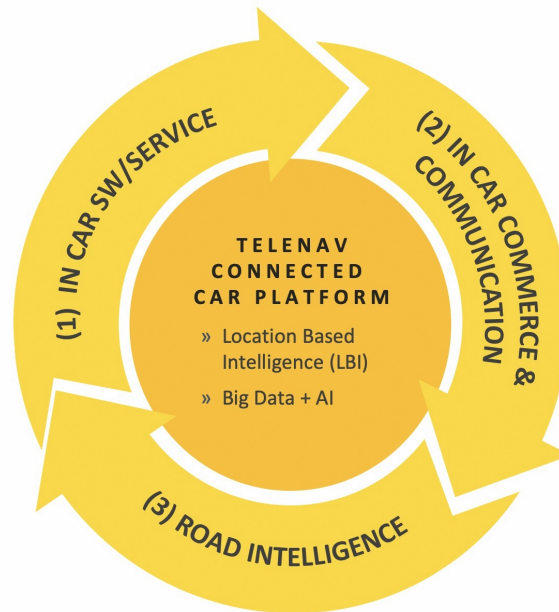 (1) IN CAR SW/SERVICE
(2) IN CAR COMMERCE &
COMMUNICATION
TELENAV
CONNECTED
CAR PLATFORM
» Location Based
Intelligence (LBI)
» Big Data + AI
(3) ROAD INTELLIGENCE